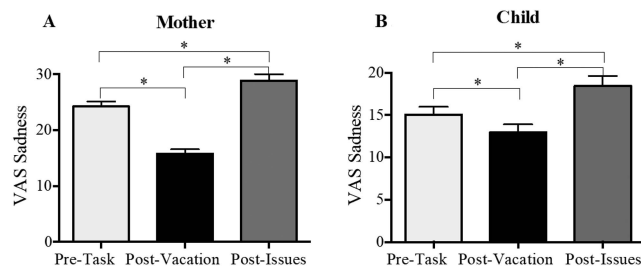 A
Mother
VAS Sadness
30
20
10
0
*
*
*
Pre-Task Post-Vacation Post-Issues
B
Child
VAS Sadness
20
15
10
5
0
*
*
*
Pre-Task Post-Vacation Post-Issues